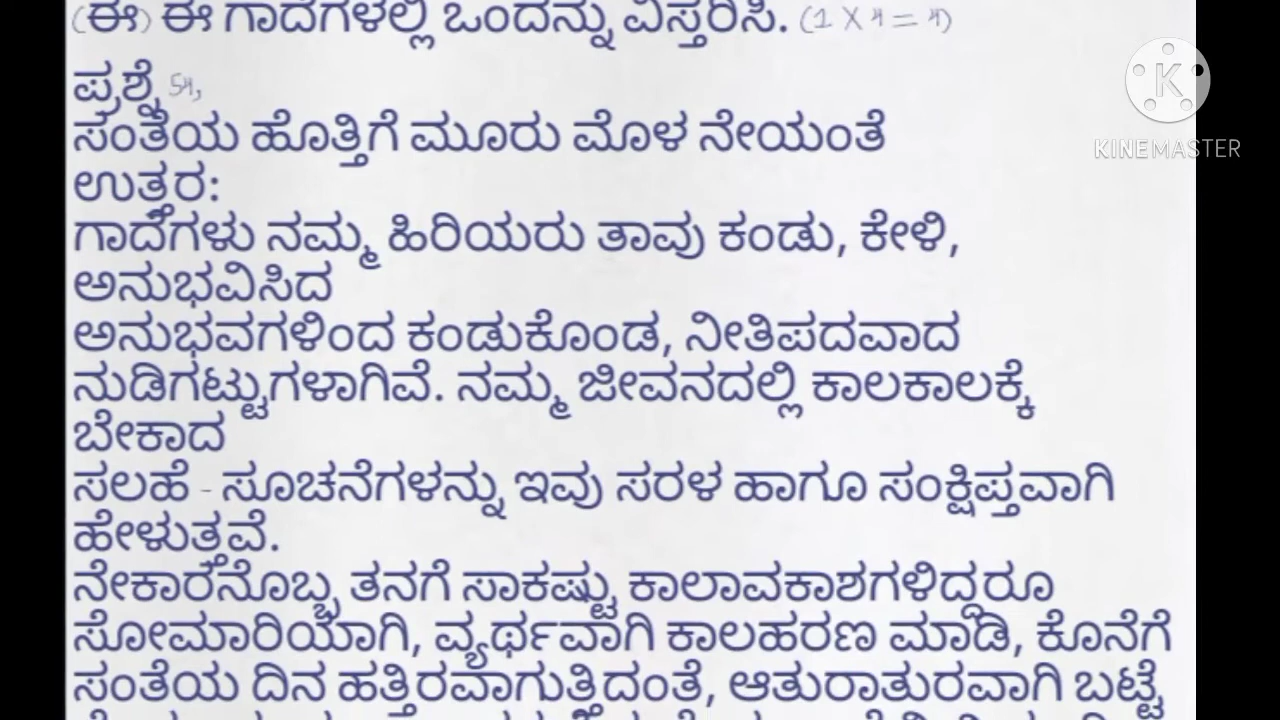 (ಈ) ಈ ಗಾದೆಗಳಲ್ಲಿ ಒಂದನ್ನು ವಿಸ್ತರಿಸಿ. (1 X 4 = 4)
ಪ್ರಶ್ನೆ 54,
ಸಂತೆಯ ಹೊತ್ತಿಗೆ ಮೂರು ಮೊಳ ನೇಯಂತೆ
ಉತ್ತರ:
ಗಾದೆಗಳು ನಮ್ಮ ಹಿರಿಯರು ತಾವು ಕಂಡು, ಕೇಳಿ,
ಅನುಭವಿಸಿದ
ಅನುಭವಗಳಿಂದ ಕಂಡುಕೊಂಡ, ನೀತಿಪದವಾದ
ನುಡಿಗಟ್ಟುಗಳಾಗಿವೆ. ನಮ್ಮ ಜೀವನದಲ್ಲಿ ಕಾಲಕಾಲಕ್ಕೆ
ಬೇಕಾದ
ಸಲಹೆ - ಸೂಚನೆಗಳನ್ನು ಇವು ಸರಳ ಹಾಗೂ ಸಂಕ್ಷಿಪ್ತವಾಗಿ
ಹೇಳುತ್ತವೆ.
ನೇಕಾರನೊಬ್ಬ ತನಗೆ ಸಾಕಷ್ಟು ಕಾಲಾವಕಾಶಗಳಿದ್ದರೂ
ಸೋಮಾರಿಯಾಗಿ, ವ್ಯರ್ಥವಾಗಿ ಕಾಲಹರಣ ಮಾಡಿ, ಕೊನೆಗೆ
ಸಂತೆಯ ದಿನ ಹತ್ತಿರವಾಗುತ್ತಿದಂತೆ, ಆತುರಾತುರವಾಗಿ ಬಟ್ಟೆ
K
KINEMASTER